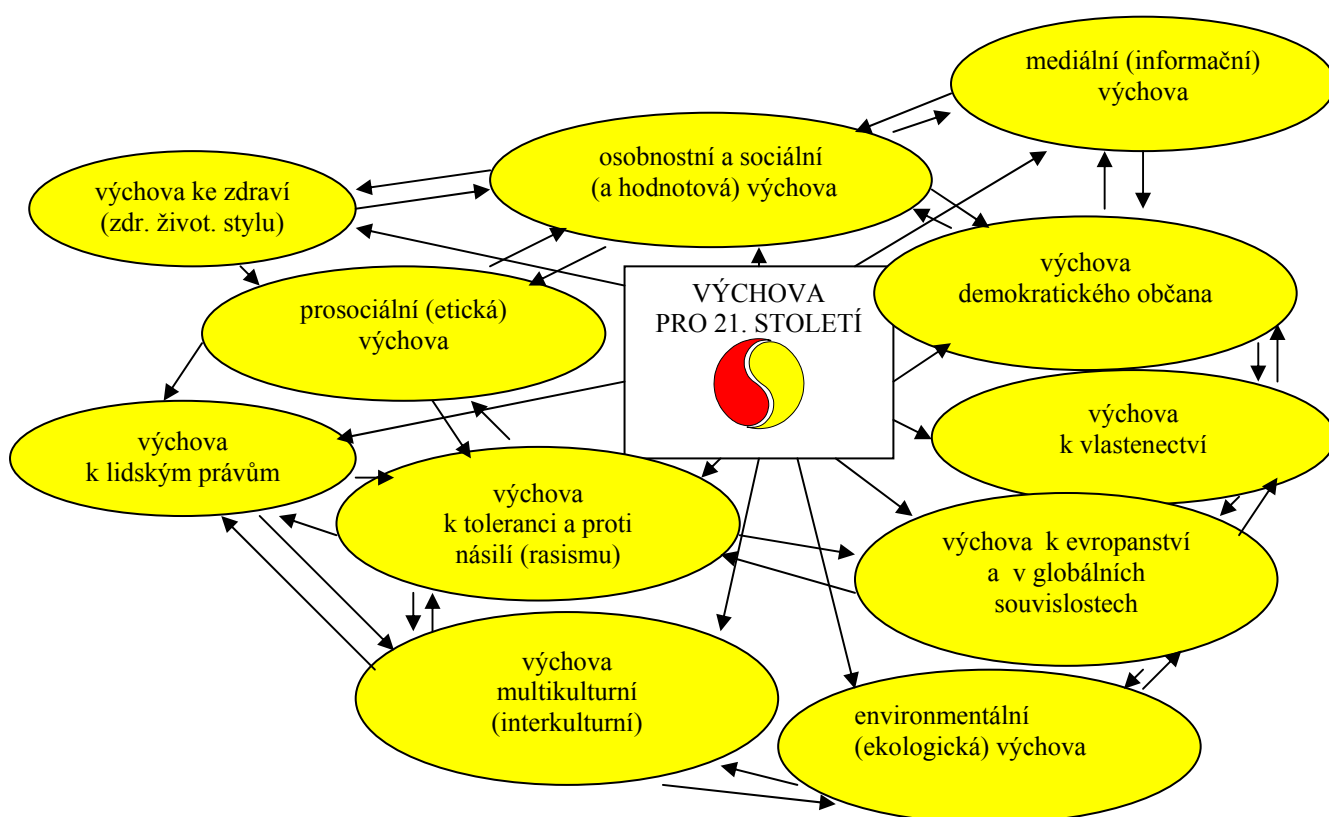 mediální (informační)
výchova
osobnostní a sociální
(a hodnotová) výchova
výchova ke zdraví
(zdr. život. stylu)
výchova
demokratického občana
VÝCHOVA
PRO 21. STOLETÍ
prosociální (etická)
výchova
výchova
k vlastenectví
výchova
k lidským právům
výchova
k toleranci a proti
násilí (rasismu)
výchova k evropanství
a v globálních
souvislostech
výchova
multikulturní
(interkulturní)
environmentální
(ekologická) výchova